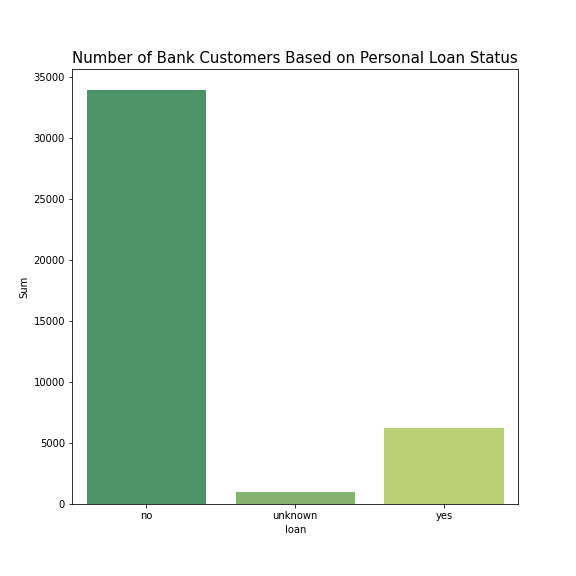 Number of Bank Customers Based on Personal Loan Status
35000
30000
25000
20000
15000
10000
5000
0
Sum
no
unknown
yes
loan